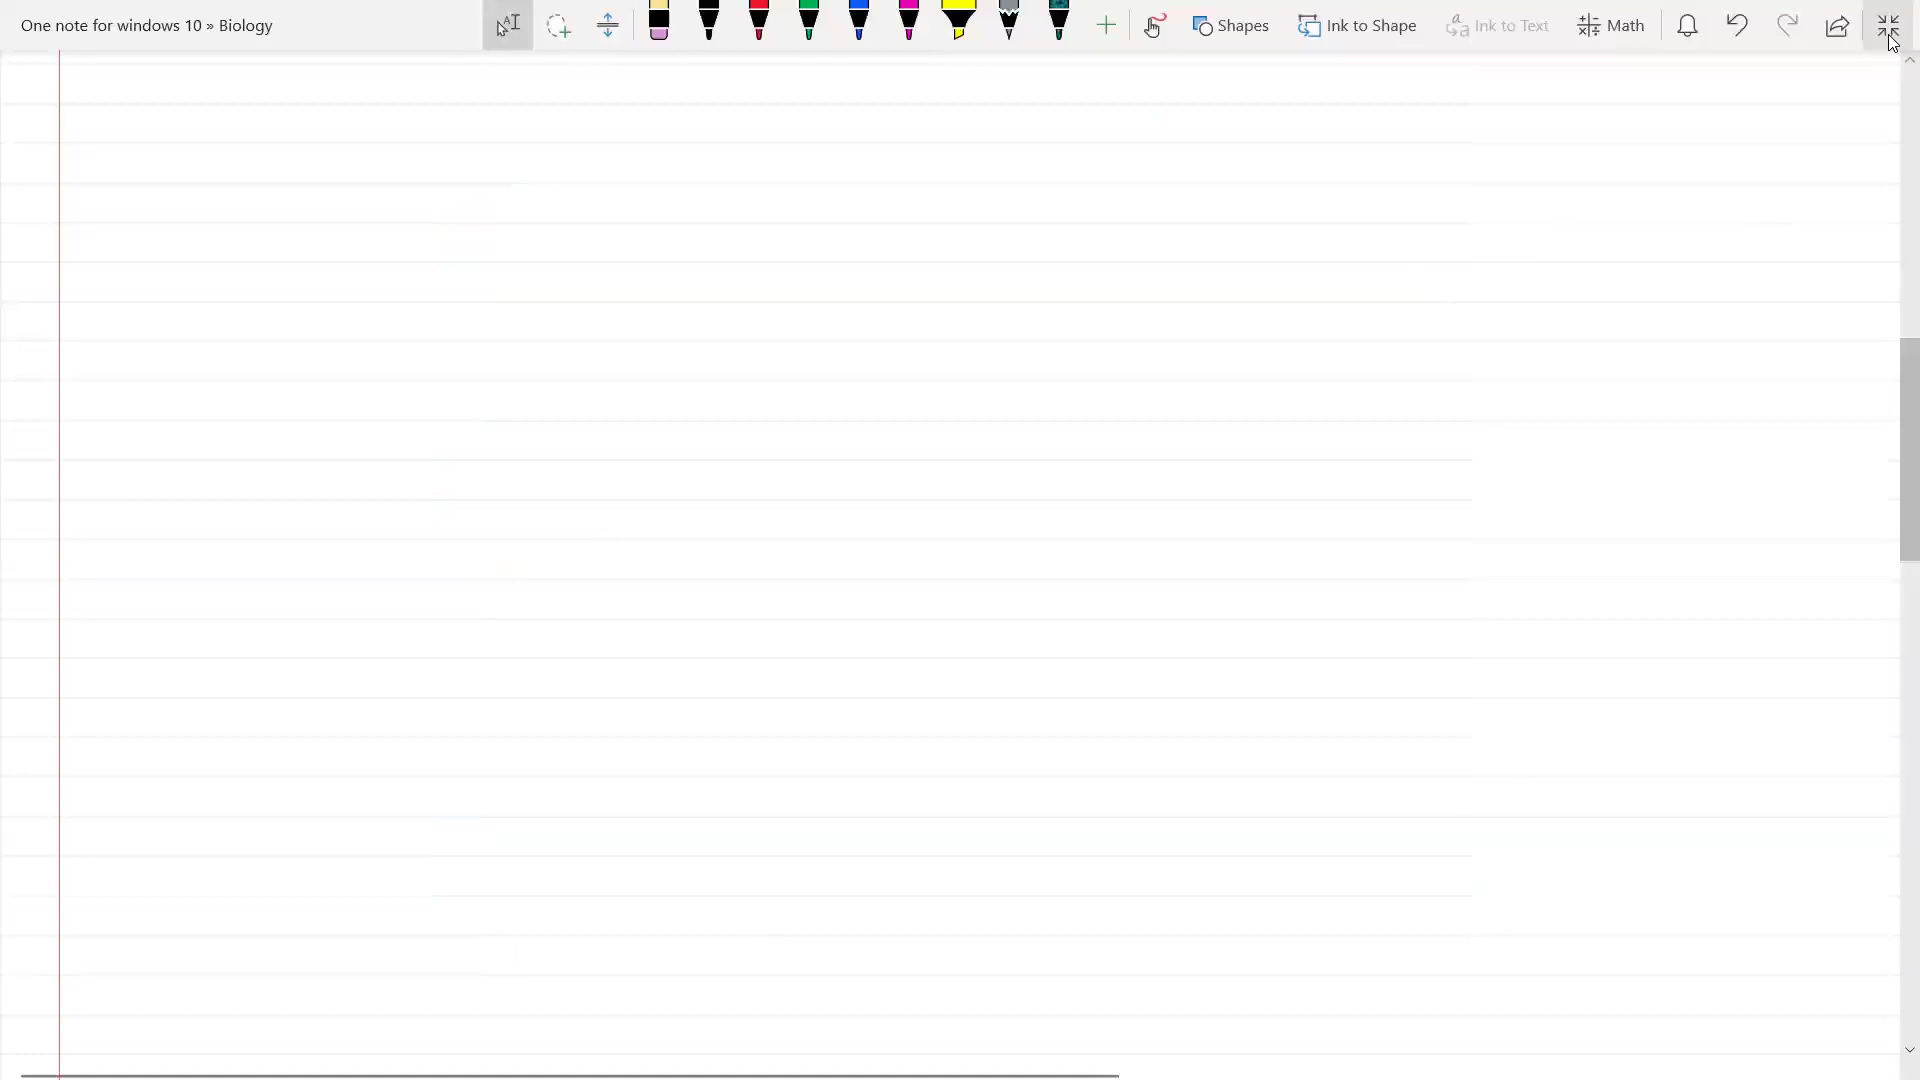 One note for windows 10 » Biology
Shapes
Ink to Shape
Ink to Text
Math